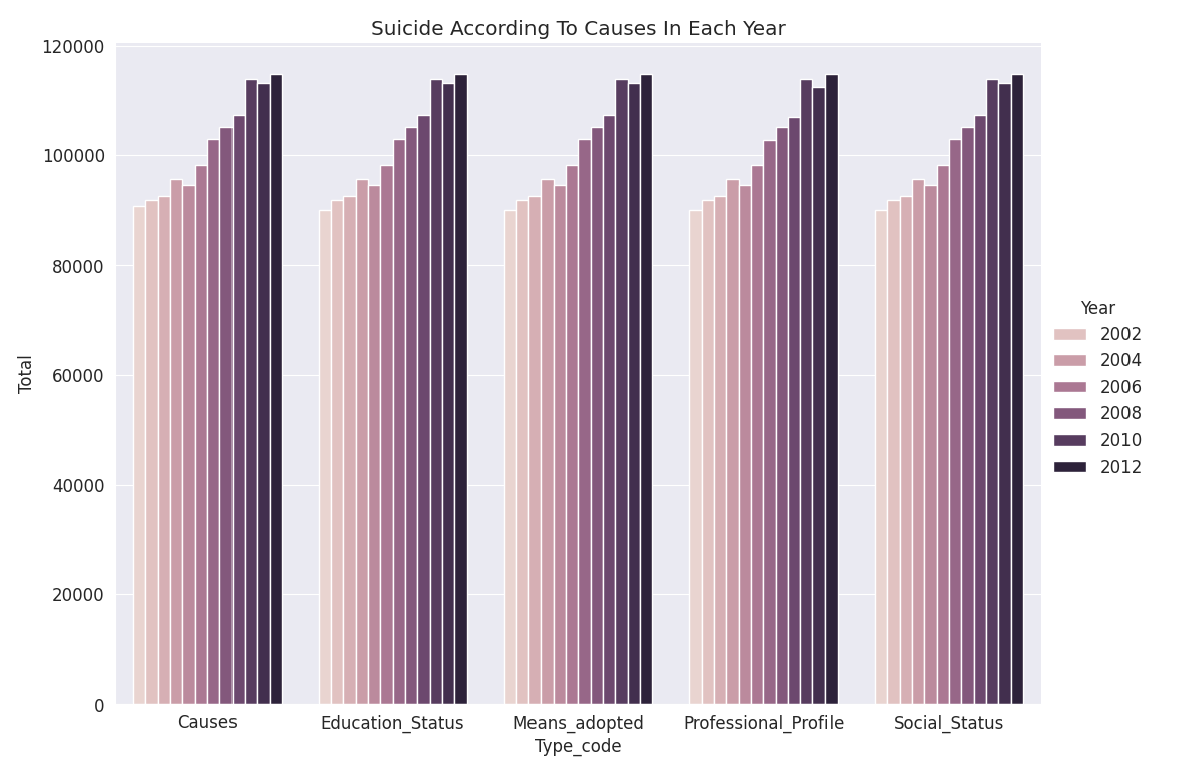 Suicide According To Causes In Each Year
120000
100000
80000
60000
40000
20000
0
Total
Causes
Education_Status
Means_adopted
Professional_Profile
Social_Status
Type_code
Year
2002
2004
2006
2008
2010
2012